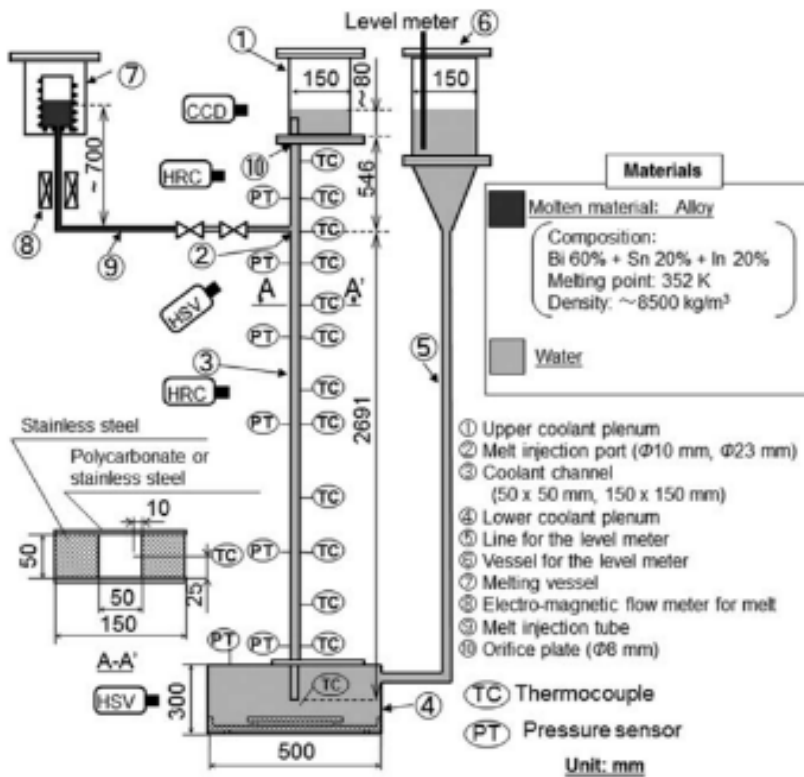 Level meter
①
⑥
⑦
150
~80
150
CCD
~700
⑩
TC
HRC
PT
TC
546
Materials
Molten material: Alloy
Composition:
Bi 60% + Sn 20% + In 20%
Melting point: 352 K
Density: ~8500 kg/m³
Water
⑧
⑨
②
TC
PT
TC
HSV
A
A'
TC
PT
TC
③
⑤
HRC
TC
2691
PT
TC
Stainless steel
Polycarbonate or
stainless steel
10
TC
50
TC
50
25
150
A-A'
PT
TC
TC
PT
PT
TC
① Upper coolant plenum
② Melt injection port (Φ10 mm, Φ23 mm)
③ Coolant channel
(50 x 50 mm, 150 x 150 mm)
④ Lower coolant plenum
⑤ Line for the level meter
⑥ Vessel for the level meter
⑦ Melting vessel
⑧ Electro-magnetic flow meter for melt
⑨ Melt injection tube
⑩ Orifice plate (Φ8 mm)
HSV
300
TC
④
500
TC Thermocouple
PT Pressure sensor
Unit: mm